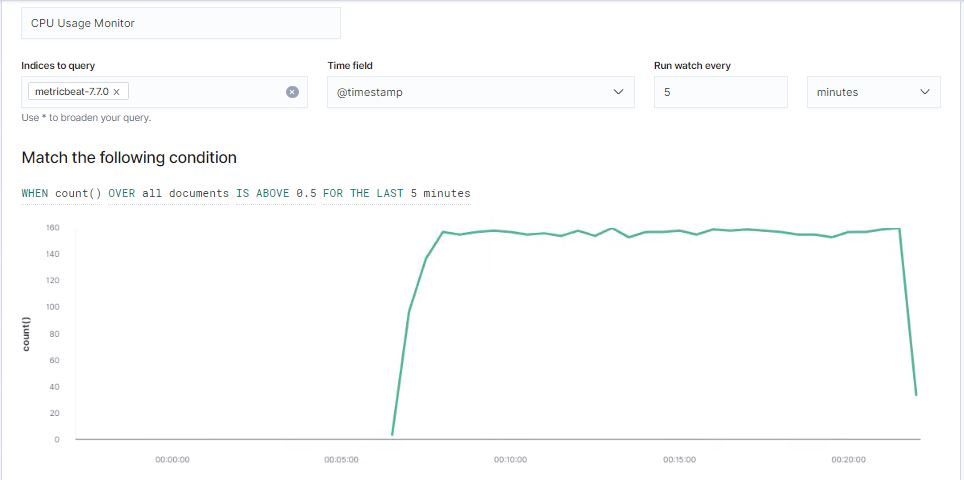 CPU Usage Monitor
Indices to query Time field Run watch every
metricbeat-7.7.0 × @timestamp 5 minutes
Use * to broaden your query.
Match the following condition
WHEN count() OVER all documents IS ABOVE 0.5 FOR THE LAST 5 minutes
160
140
120
100
80
60
40
20
0
count()
00:00:00 00:05:00 00:10:00 00:15:00 00:20:00